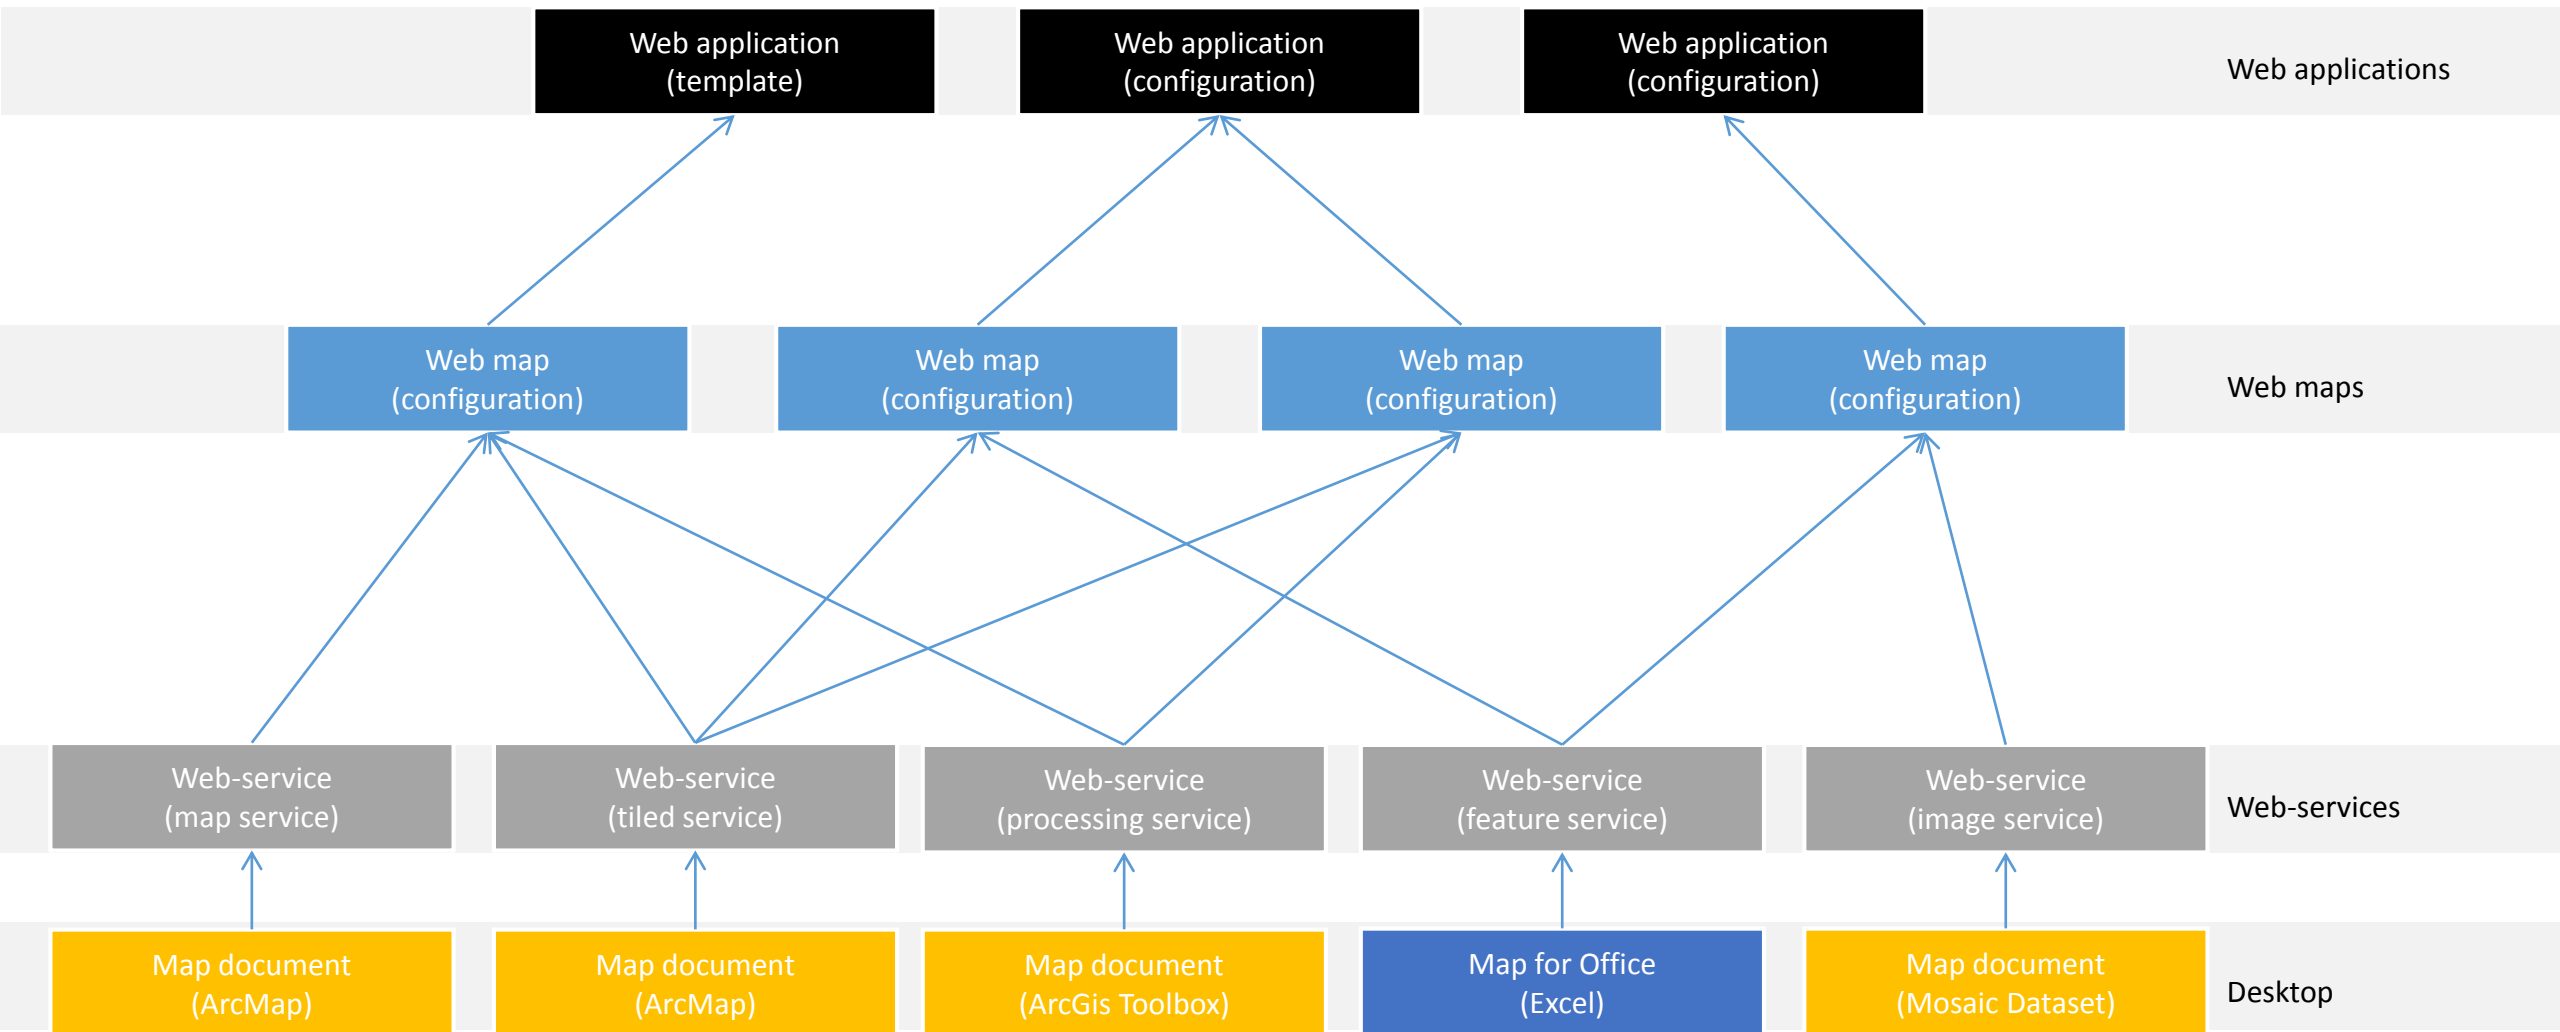 Web application
(template)
Web application
(configuration)
Web application
(configuration)
Web applications
Web map
(configuration)
Web map
(configuration)
Web map
(configuration)
Web map
(configuration)
Web maps
Web-service
(map service)
Web-service
(tiled service)
Web-service
(processing service)
Web-service
(feature service)
Web-service
(image service)
Web-services
Map document
(ArcMap)
Map document
(ArcMap)
Map document
(ArcGis Toolbox)
Map for Office
(Excel)
Map document
(Mosaic Dataset)
Desktop